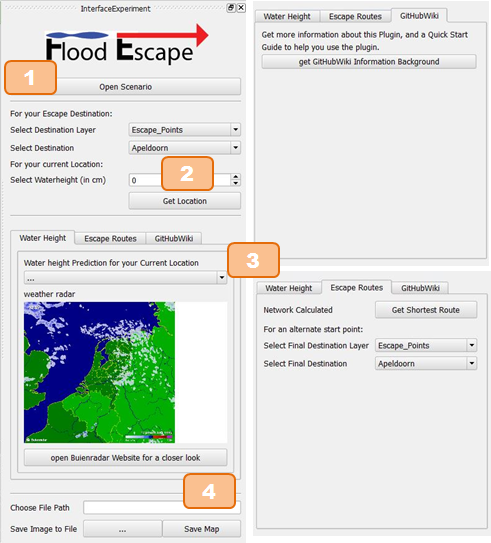 InterfaceExperiment
Flood Escape
1
Open Scenario
For your Escape Destination:
Select Destination Layer
Escape_Points
Select Destination
Apeldoorn
For your current Location:
2
Select Waterheight (in cm)
0
Get Location
Water Height
Escape Routes
GitHubWiki
3
Water height Prediction for your Current Location
...
weather radar
open Buienradar Website for a closer look
4
Choose File Path
Save Image to File
...
Save Map
Water Height
Escape Routes
GitHubWiki
Get more information about this Plugin, and a Quick Start
Guide to help you use the plugin.
get GitHubWiki Information Background
Water Height
Escape Routes
GitHubWiki
Network Calculated
Get Shortest Route
For an alternate start point:
Select Final Destination Layer
Escape_Points
Select Final Destination
Apeldoorn